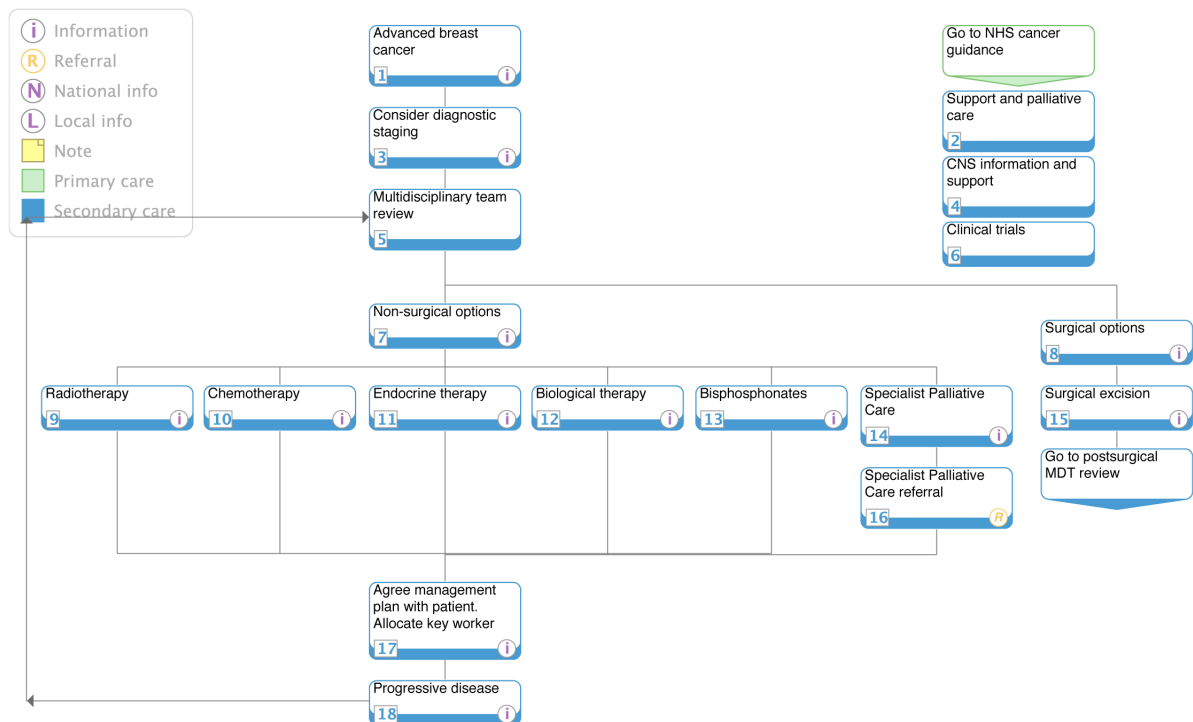 Information
Referral
National info
Local info
Note
Primary care
Secondary care
i
R
N
L
Advanced breast
cancer
1
i
Go to NHS cancer
guidance
Support and palliative
care
2
Consider diagnostic
staging
3
i
CNS information and
support
4
Multidisciplinary team
review
5
Clinical trials
6
Non-surgical options
7
i
Surgical options
8
i
Radiotherapy
9
i
Chemotherapy
10
i
Endocrine therapy
11
i
Biological therapy
12
i
Bisphosphonates
13
i
Specialist Palliative
Care
14
i
Surgical excision
15
i
Go to postsurgical
MDT review
Specialist Palliative
Care referral
16
R
Agree management
plan with patient.
Allocate key worker
17
i
Progressive disease
18
i